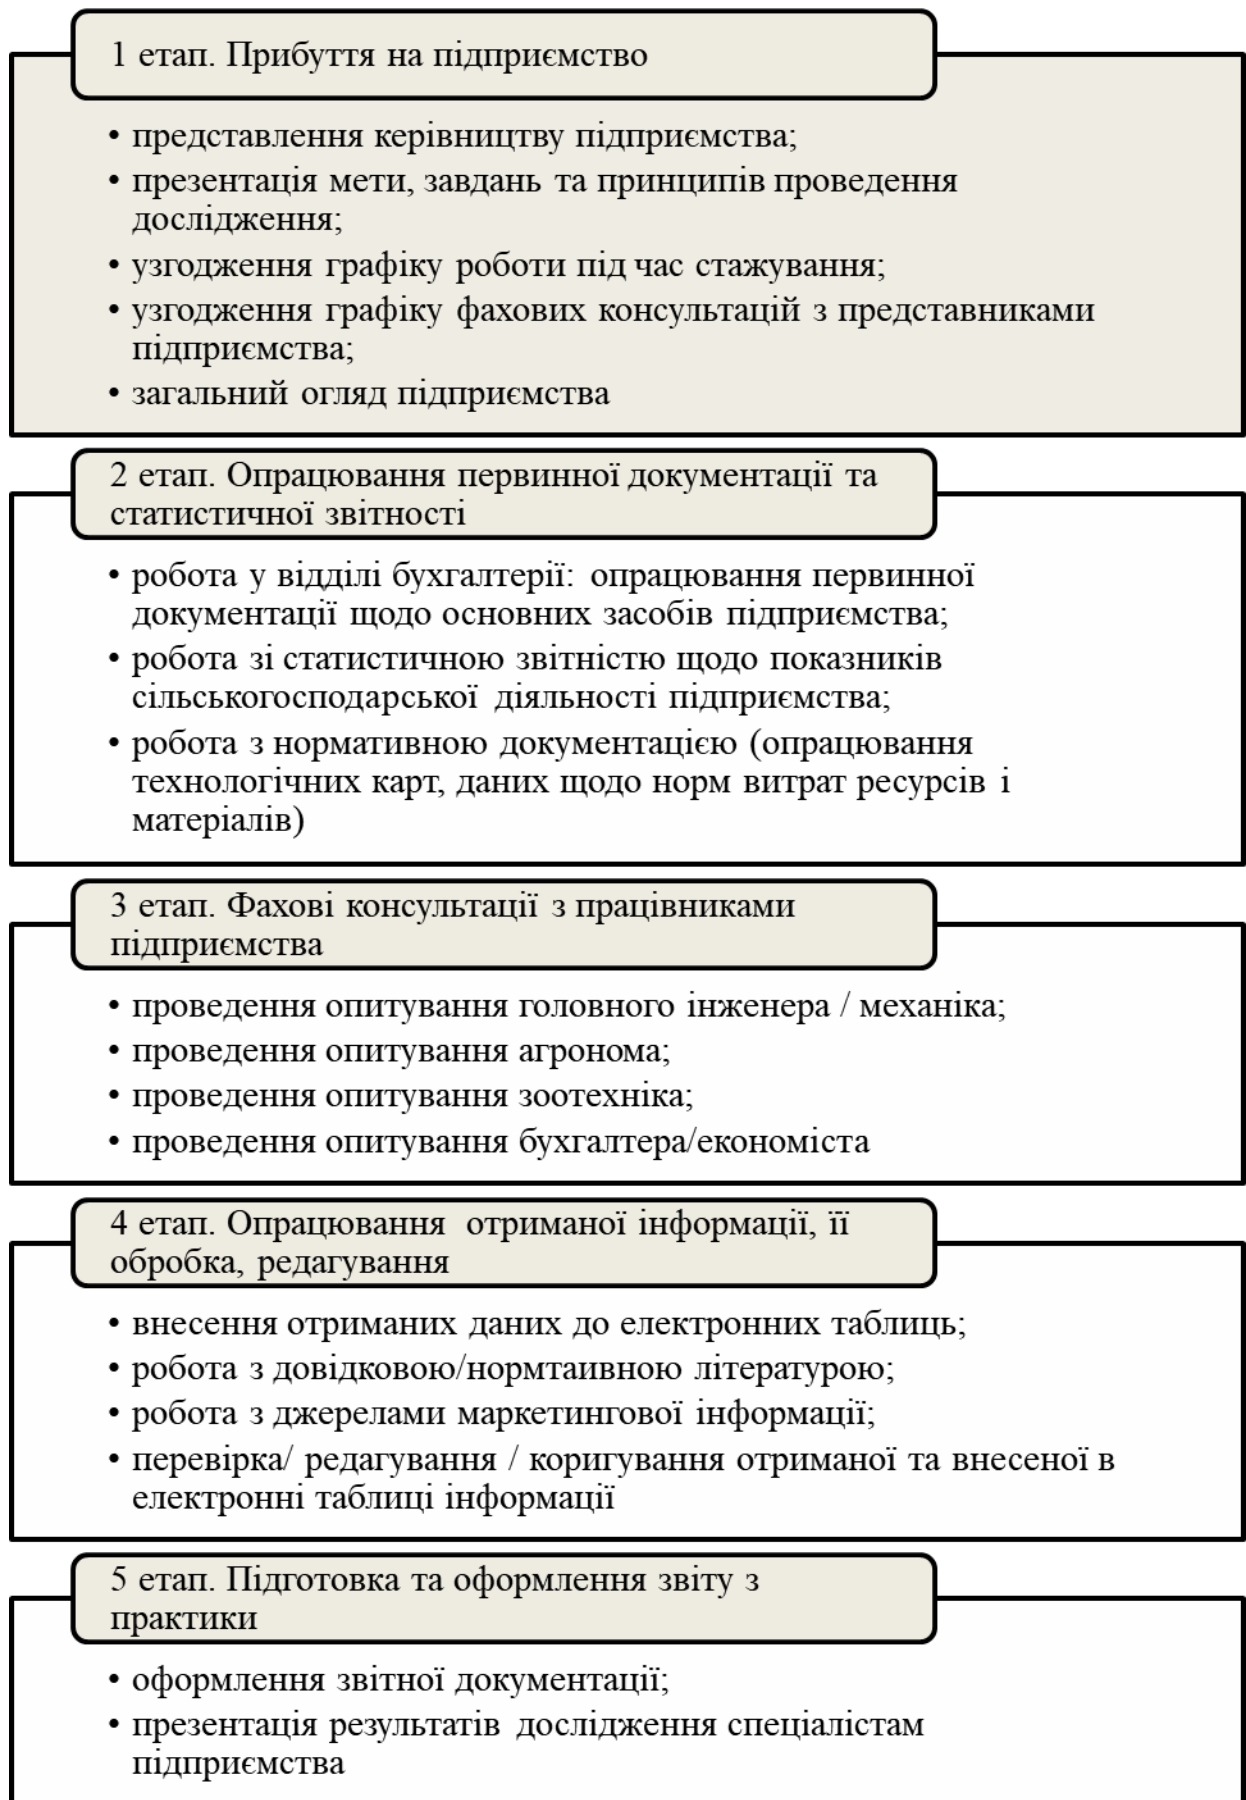 1 етап. Прибуття на підприємство
• представлення керівництву підприємства;
• презентація мети, завдань та принципів проведення
дослідження;
• узгодження графіку роботи під час стажування;
• узгодження графіку фахових консультацій з представниками
підприємства;
• загальний огляд підприємства
2 етап. Опрацювання первинної документації та
статистичної звітності
• робота у відділі бухгалтерії: опрацювання первинної
документації щодо основних засобів підприємства;
• робота зі статистичною звітністю щодо показників
сільськогосподарської діяльності підприємства;
• робота з нормативною документацією (опрацювання
технологічних карт, даних щодо норм витрат ресурсів і
матеріалів)
3 етап. Фахові консультації з працівниками
підприємства
• проведення опитування головного інженера / механіка;
• проведення опитування агронома;
• проведення опитування зоотехніка;
• проведення опитування бухгалтера/економіста
4 етап. Опрацювання отриманої інформації, її
обробка, редагування
• внесення отриманих даних до електронних таблиць;
• робота з довідковою/нормтаивною літературою;
• робота з джерелами маркетингової інформації;
• перевірка/ редагування / коригування отриманої та внесеної в
електронні таблиці інформації
5 етап. Підготовка та оформлення звіту з
практики
• оформлення звітної документації;
• презентація результатів дослідження спеціалістам
підприємства